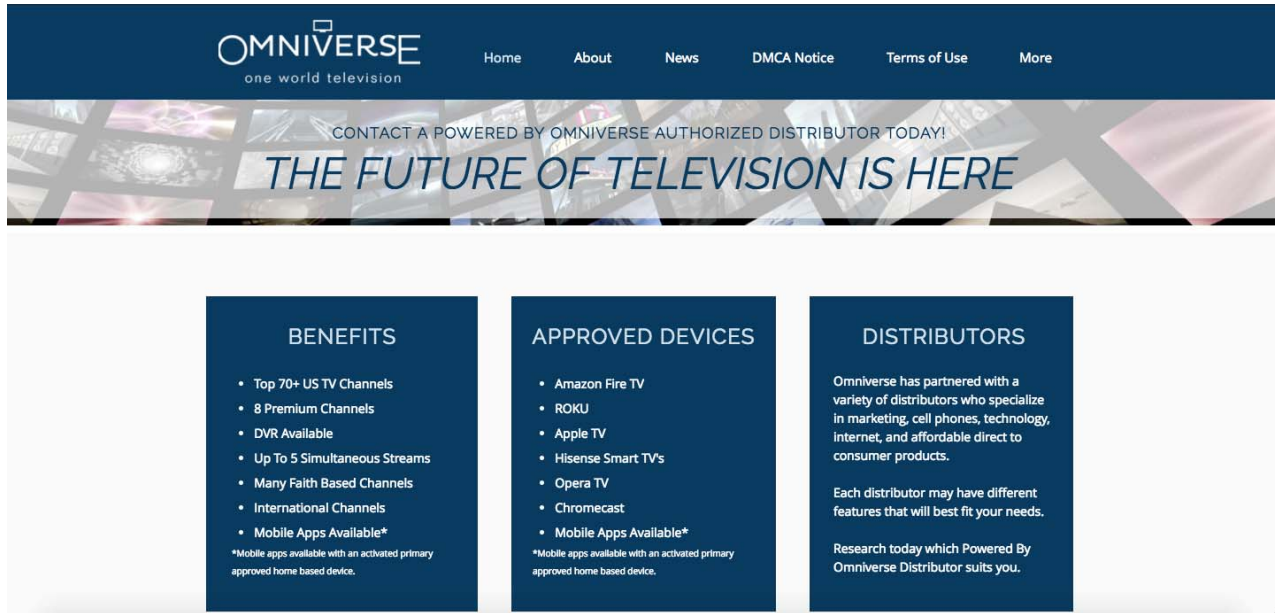 OMNIVERSE
one world television
Home About News DMCA Notice Terms of Use More
CONTACT A POWERED BY OMNIVERSE AUTHORIZED DISTRIBUTOR TODAY!
THE FUTURE OF TELEVISION IS HERE
BENEFITS
• Top 70+ US TV Channels
• 8 Premium Channels
• DVR Available
• Up To 5 Simultaneous Streams
• Many Faith Based Channels
• International Channels
• Mobile Apps Available*
*Mobile apps available with an activated primary
approved home based device.
APPROVED DEVICES
• Amazon Fire TV
• ROKU
• Apple TV
• Hisense Smart TV's
• Opera TV
• Chromecast
• Mobile Apps Available*
*Mobile apps available with an activated primary
approved home based device.
DISTRIBUTORS
Omniverse has partnered with a
variety of distributors who specialize
in marketing, cell phones, technology,
internet, and affordable direct to
consumer products.
Each distributor may have different
features that will best fit your needs.
Research today which Powered By
Omniverse Distributor suits you.